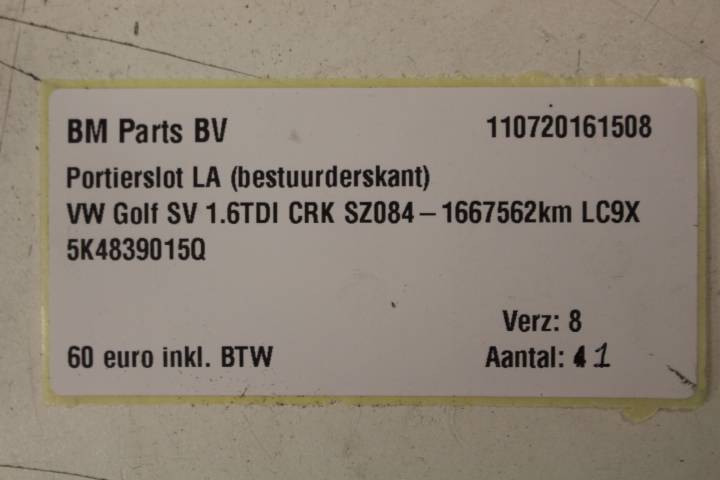 BM Parts BV 110720161508
Portierslot LA (bestuurderskant)
VW Golf SV 1.6TDI CRK SZ084 – 1667562km LC9X
5K4839015Q
Verz: 8
60 euro inkl. BTW Aantal: 4 1